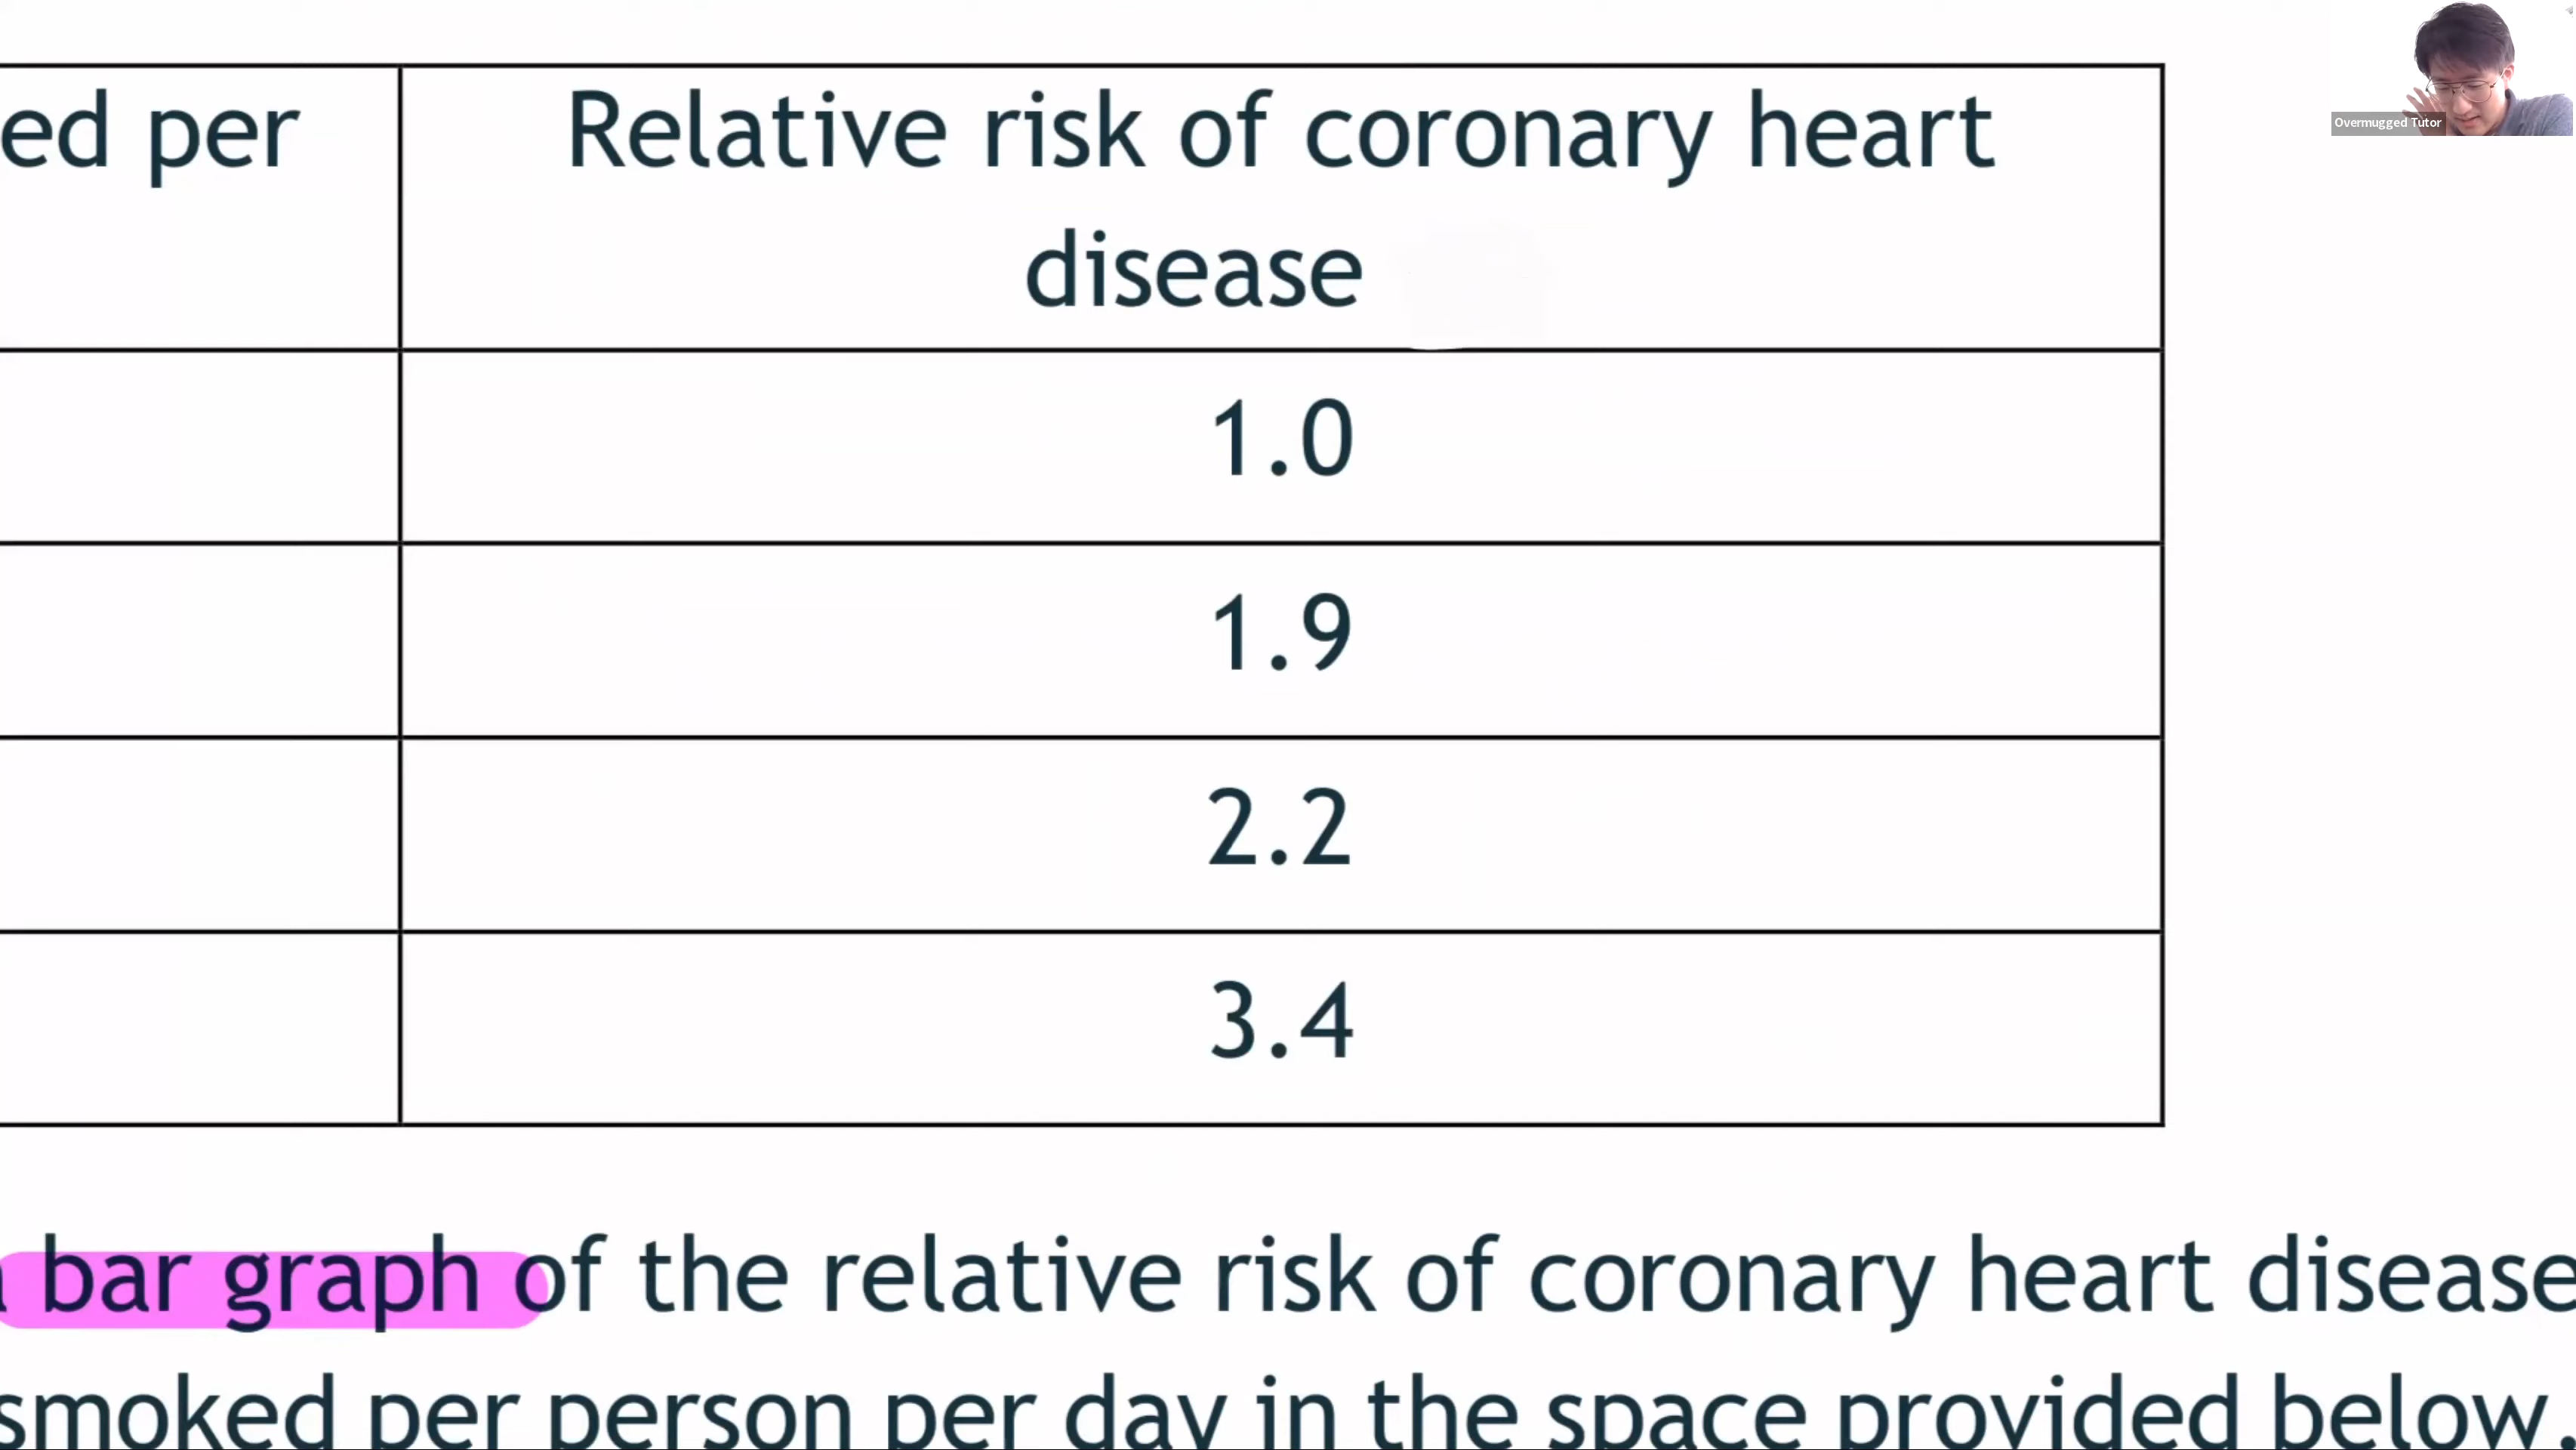 Overmugged Tutor
ed per
Relative risk of coronary heart
disease
1.0
1.9
2.2
3.4
bar graph of the relative risk of coronary heart disease
smoked per person per day in the space provided below.